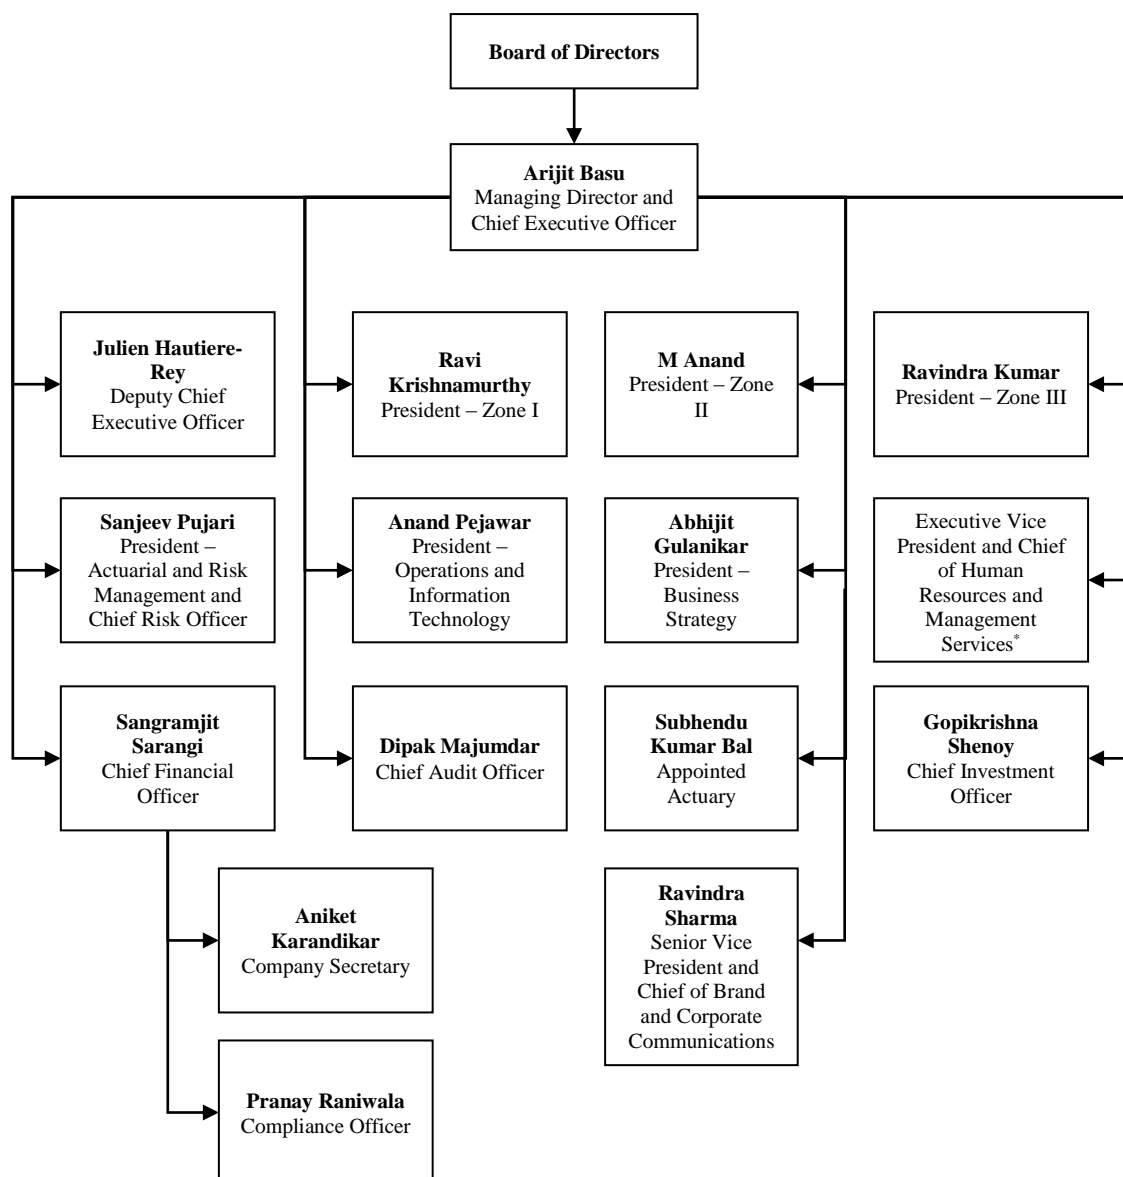 Board of Directors
Arijit Basu
Managing Director and
Chief Executive Officer
Julien Hautiere-
Rey
Deputy Chief
Executive Officer
Ravi
Krishnamurthy
President – Zone I
M Anand
President – Zone
II
Ravindra Kumar
President – Zone III
Sanjeev Pujari
President –
Actuarial and Risk
Management and
Chief Risk Officer
Anand Pejawar
President –
Operations and
Information
Technology
Abhijit
Gulanikar
President –
Business
Strategy
Executive Vice
President and Chief
of Human
Resources and
Management
Services*
Sangramjit
Sarangi
Chief Financial
Officer
Dipak Majumdar
Chief Audit Officer
Subhendu
Kumar Bal
Appointed
Actuary
Gopikrishna
Shenoy
Chief Investment
Officer
Aniket
Karandikar
Company Secretary
Ravindra
Sharma
Senior Vice
President and
Chief of Brand
and Corporate
Communications
Pranay Raniwala
Compliance Officer